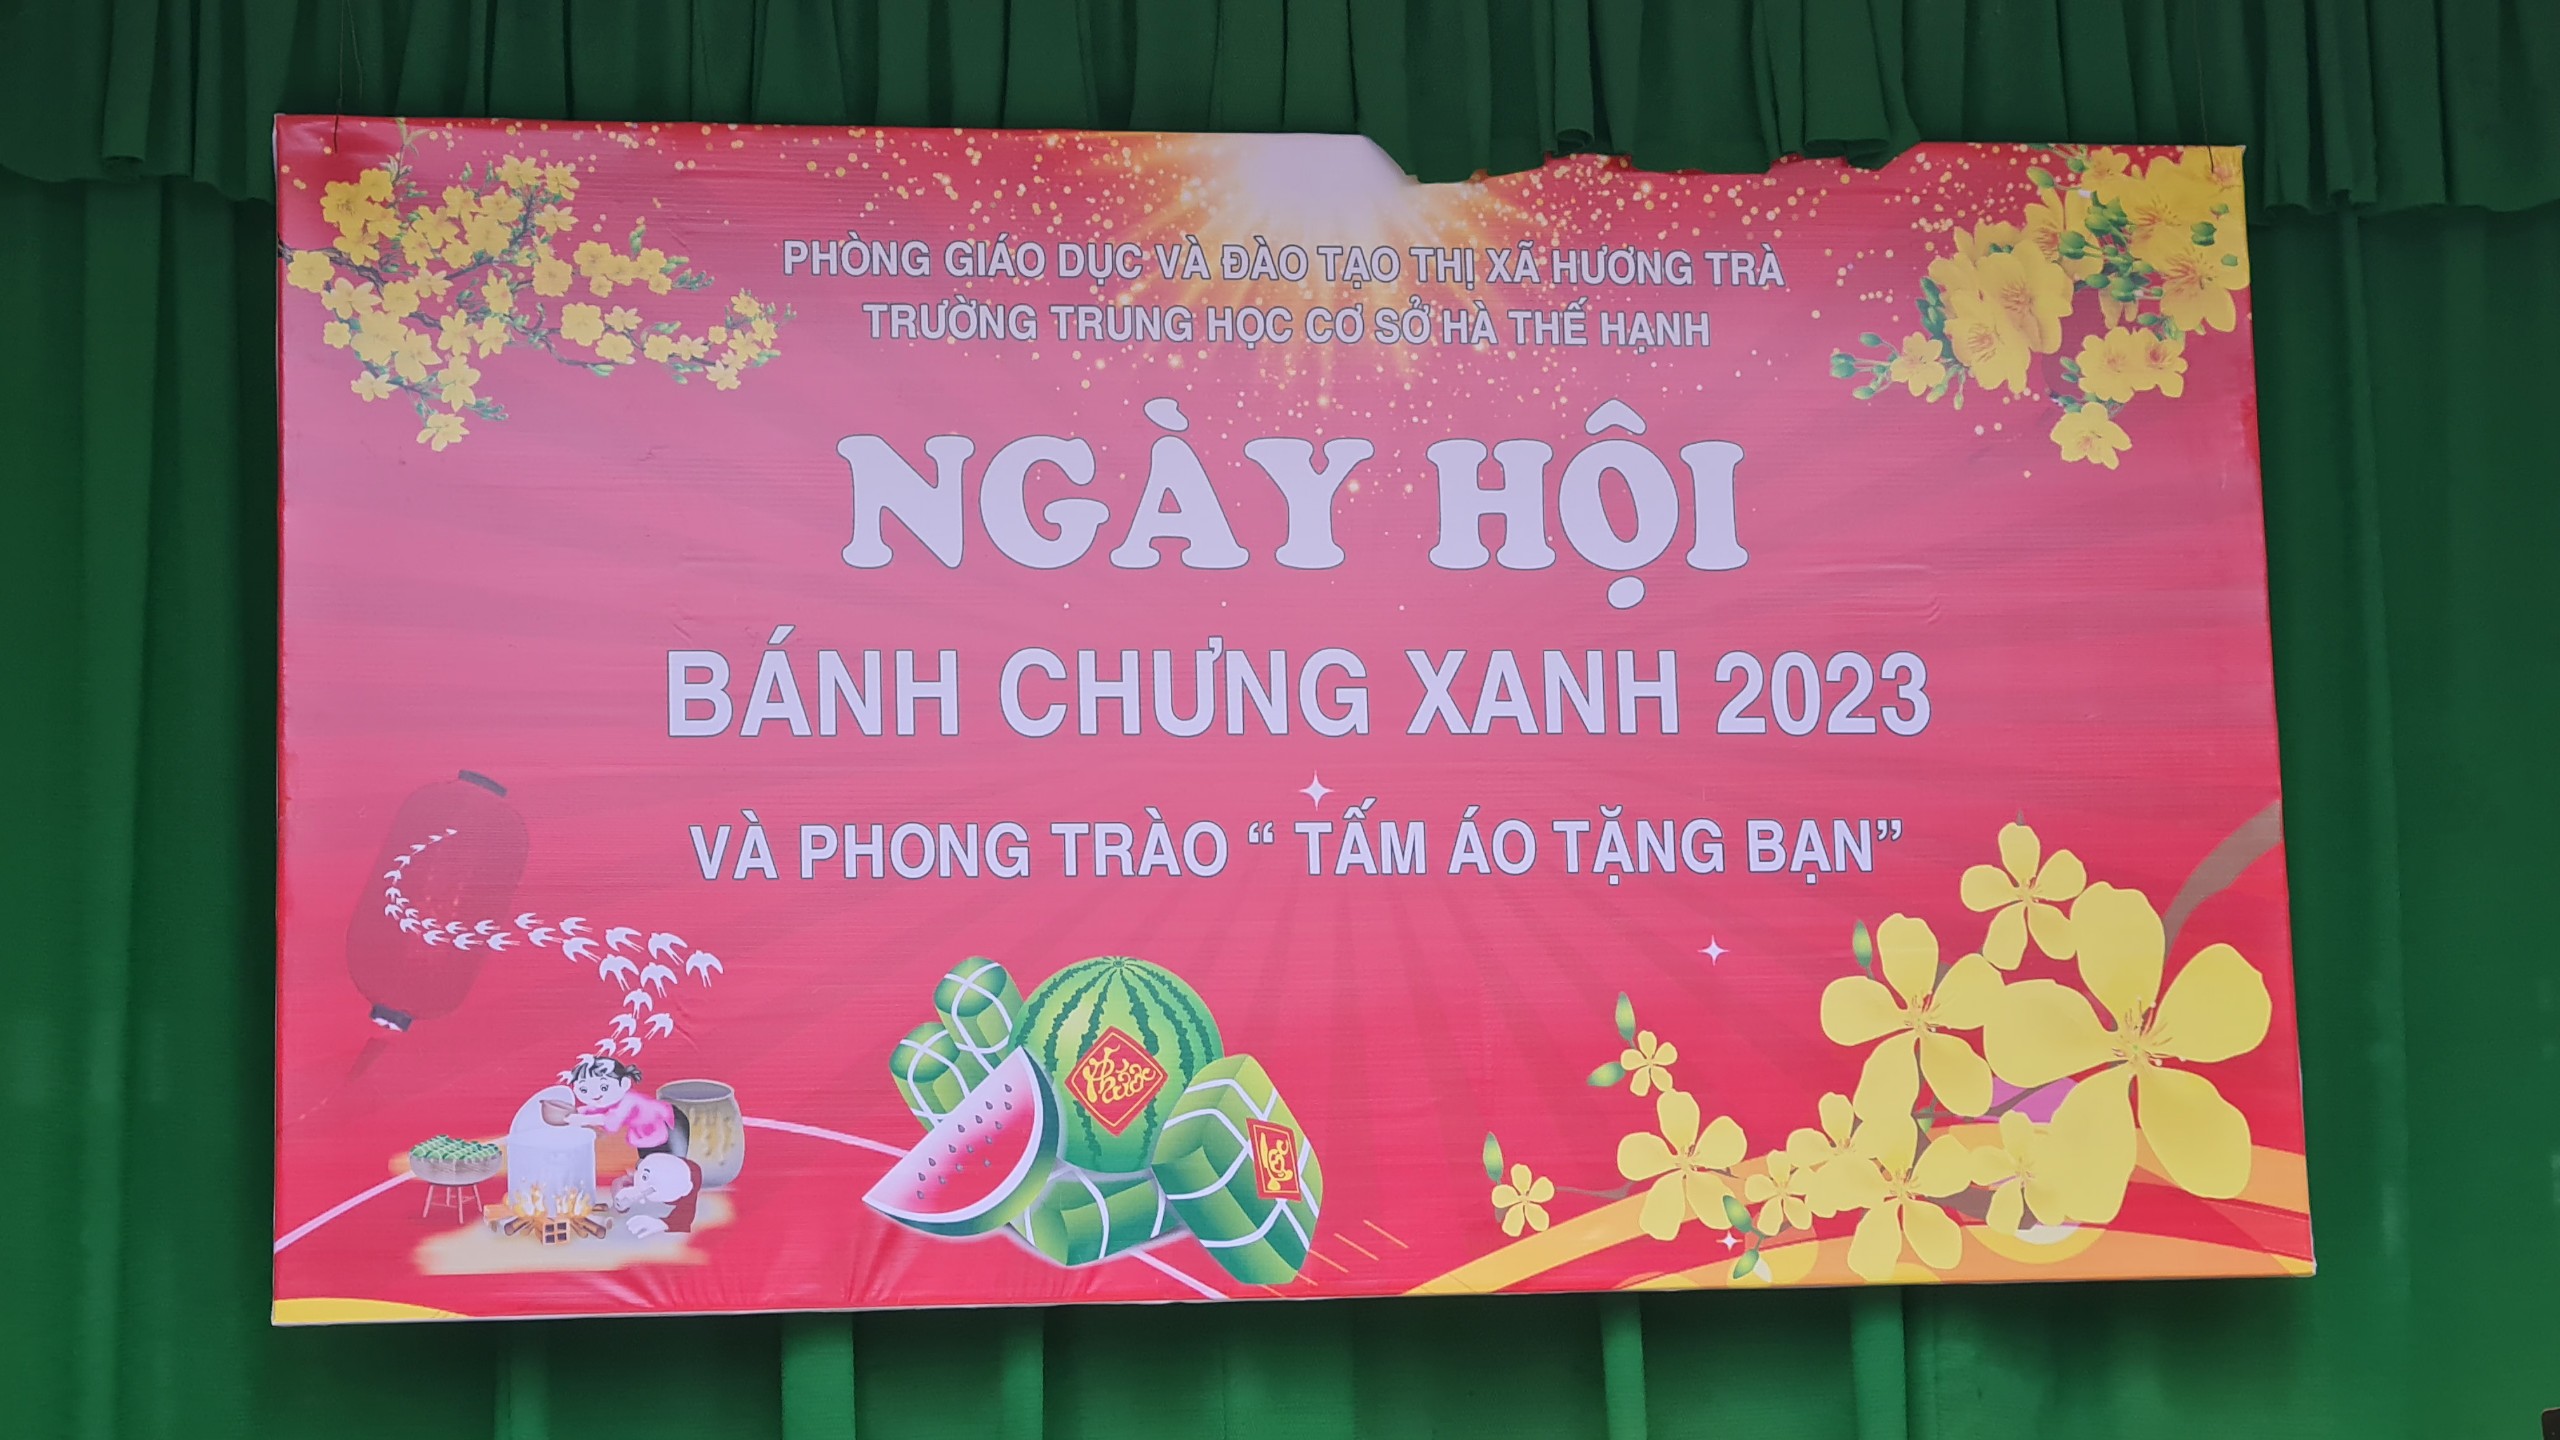 PHÒNG GIÁO DỤC VÀ ĐÀO TẠO THỊ XÃ HƯƠNG TRÀ
TRƯỜNG TRUNG HỌC CƠ SỞ HÀ THẾ HẠNH
NGÀY HỘI
BÁNH CHƯNG XANH 2023
VÀ PHONG TRÀO “ TẤM ÁO TẶNG BẠN”
Phước
Lộc